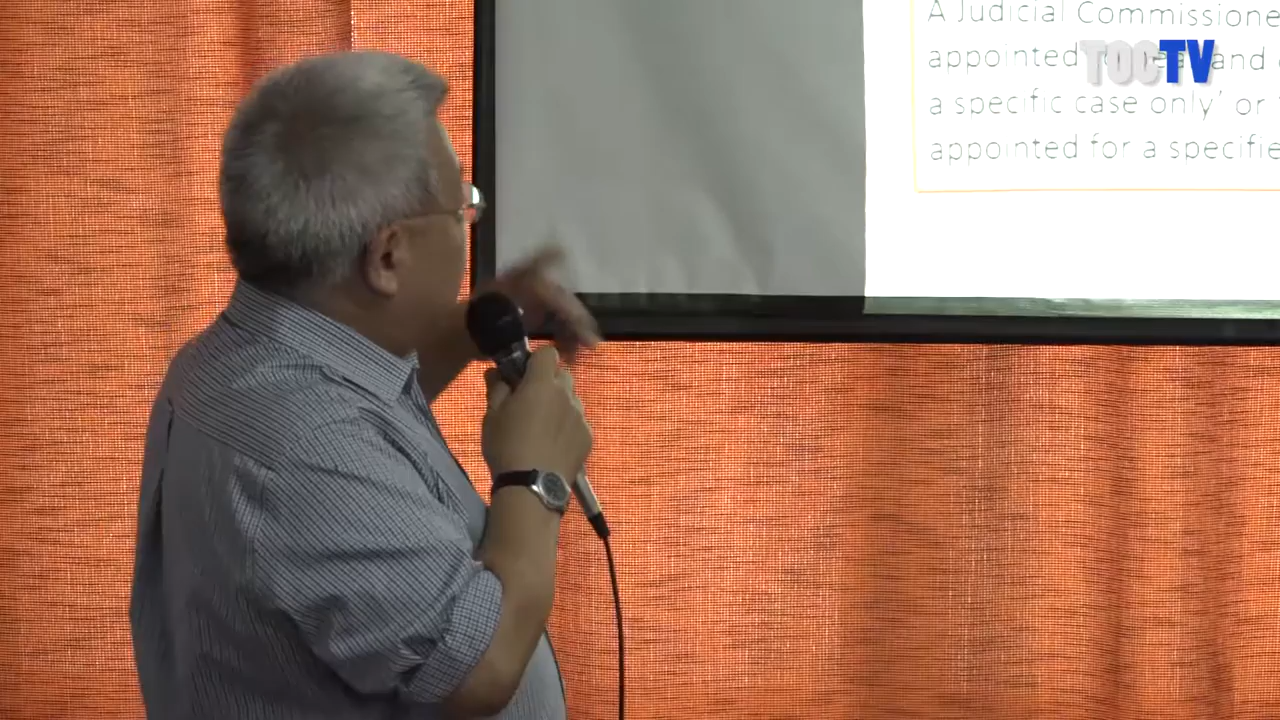 A Judicial Commissione
appointed and
a specific case only' or '
appointed for a specifie
TOCTV